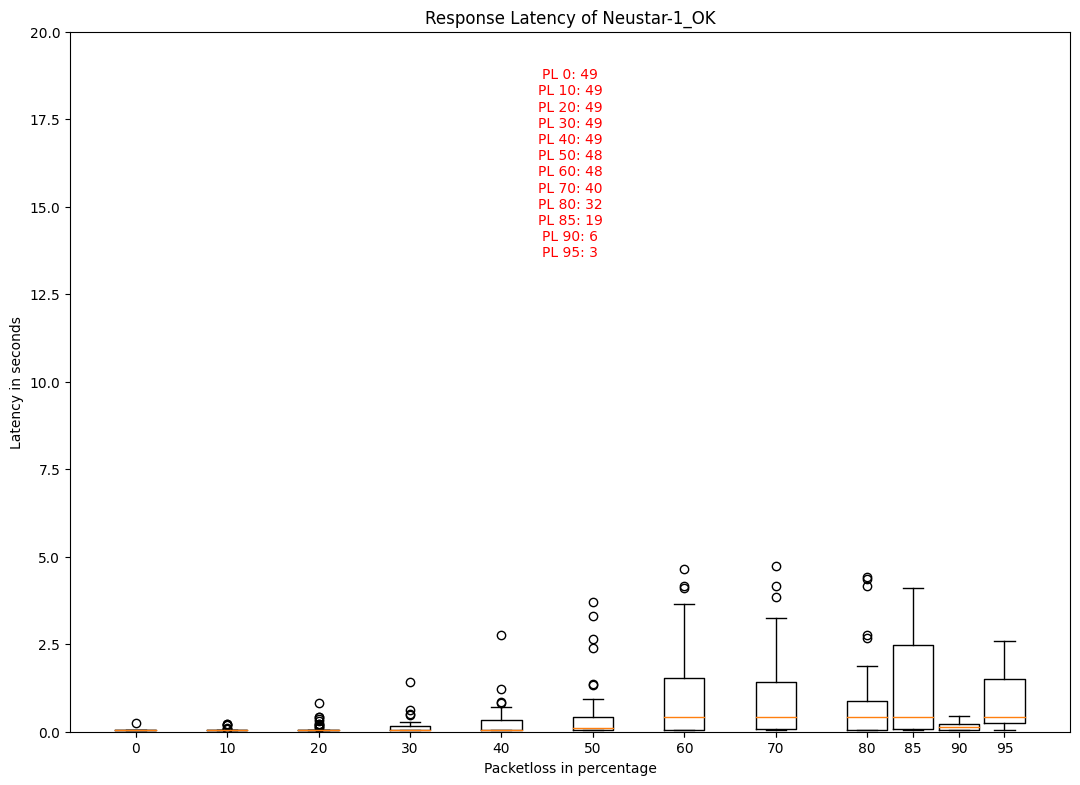 Response Latency of Neustar-1_OK
20.0
17.5
15.0
12.5
10.0
7.5
5.0
2.5
0.0
Latency in seconds
PL 0: 49
PL 10: 49
PL 20: 49
PL 30: 49
PL 40: 49
PL 50: 48
PL 60: 48
PL 70: 40
PL 80: 32
PL 85: 19
PL 90: 6
PL 95: 3
0 10 20 30 40 50 60 70 80 85 90 95
Packetloss in percentage